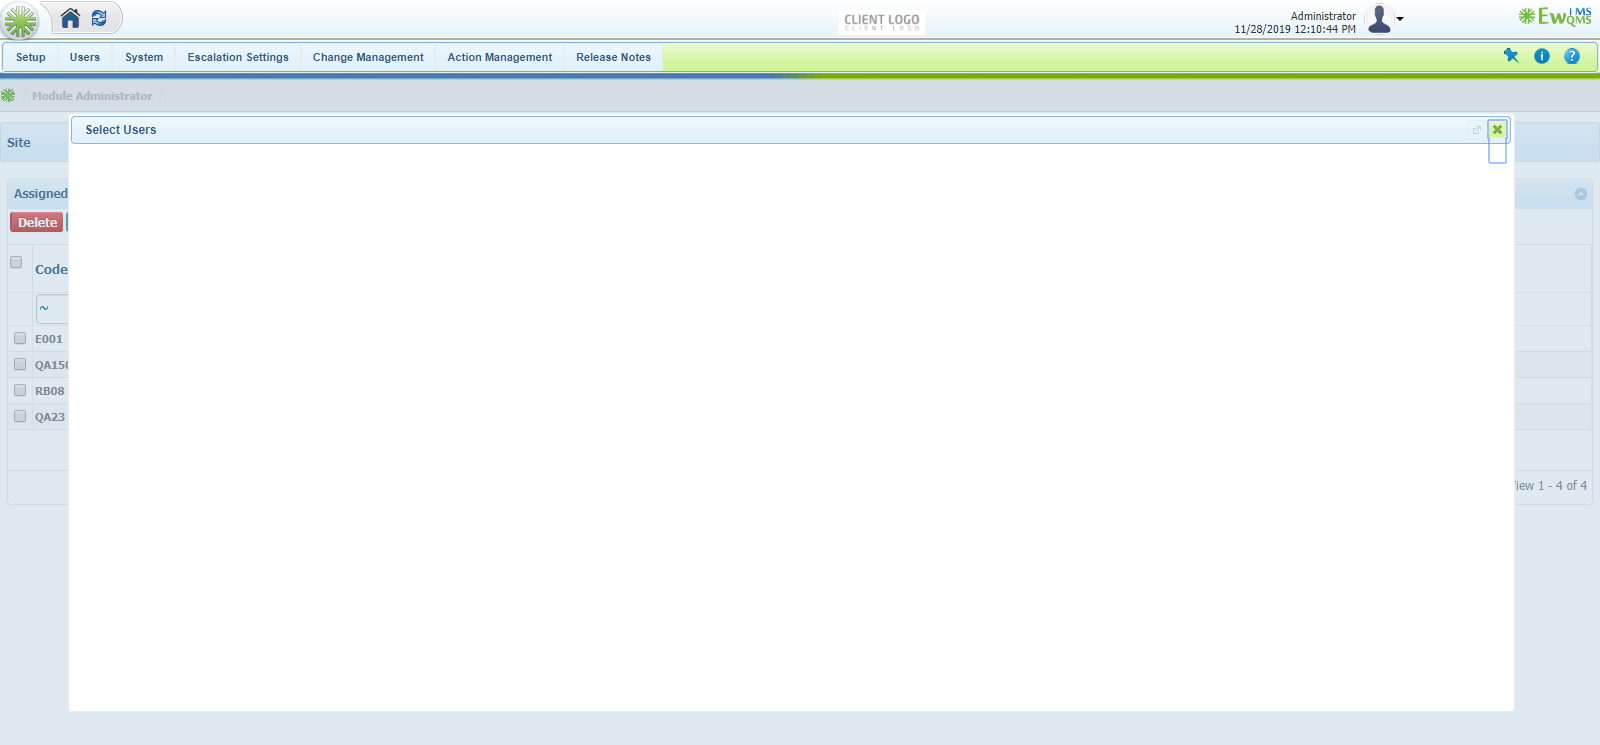 CLIENT LOGO
CLIENT LOGO
Administrator
11/28/2019 12:10:44 PM
EwQMS
IMS
Setup Users System Escalation Settings Change Management Action Management Release Notes
Module Administrator
Select Users
Site
Assigned
Delete
Code
~
E001
QA150
RB08
QA23
View 1 - 4 of 4